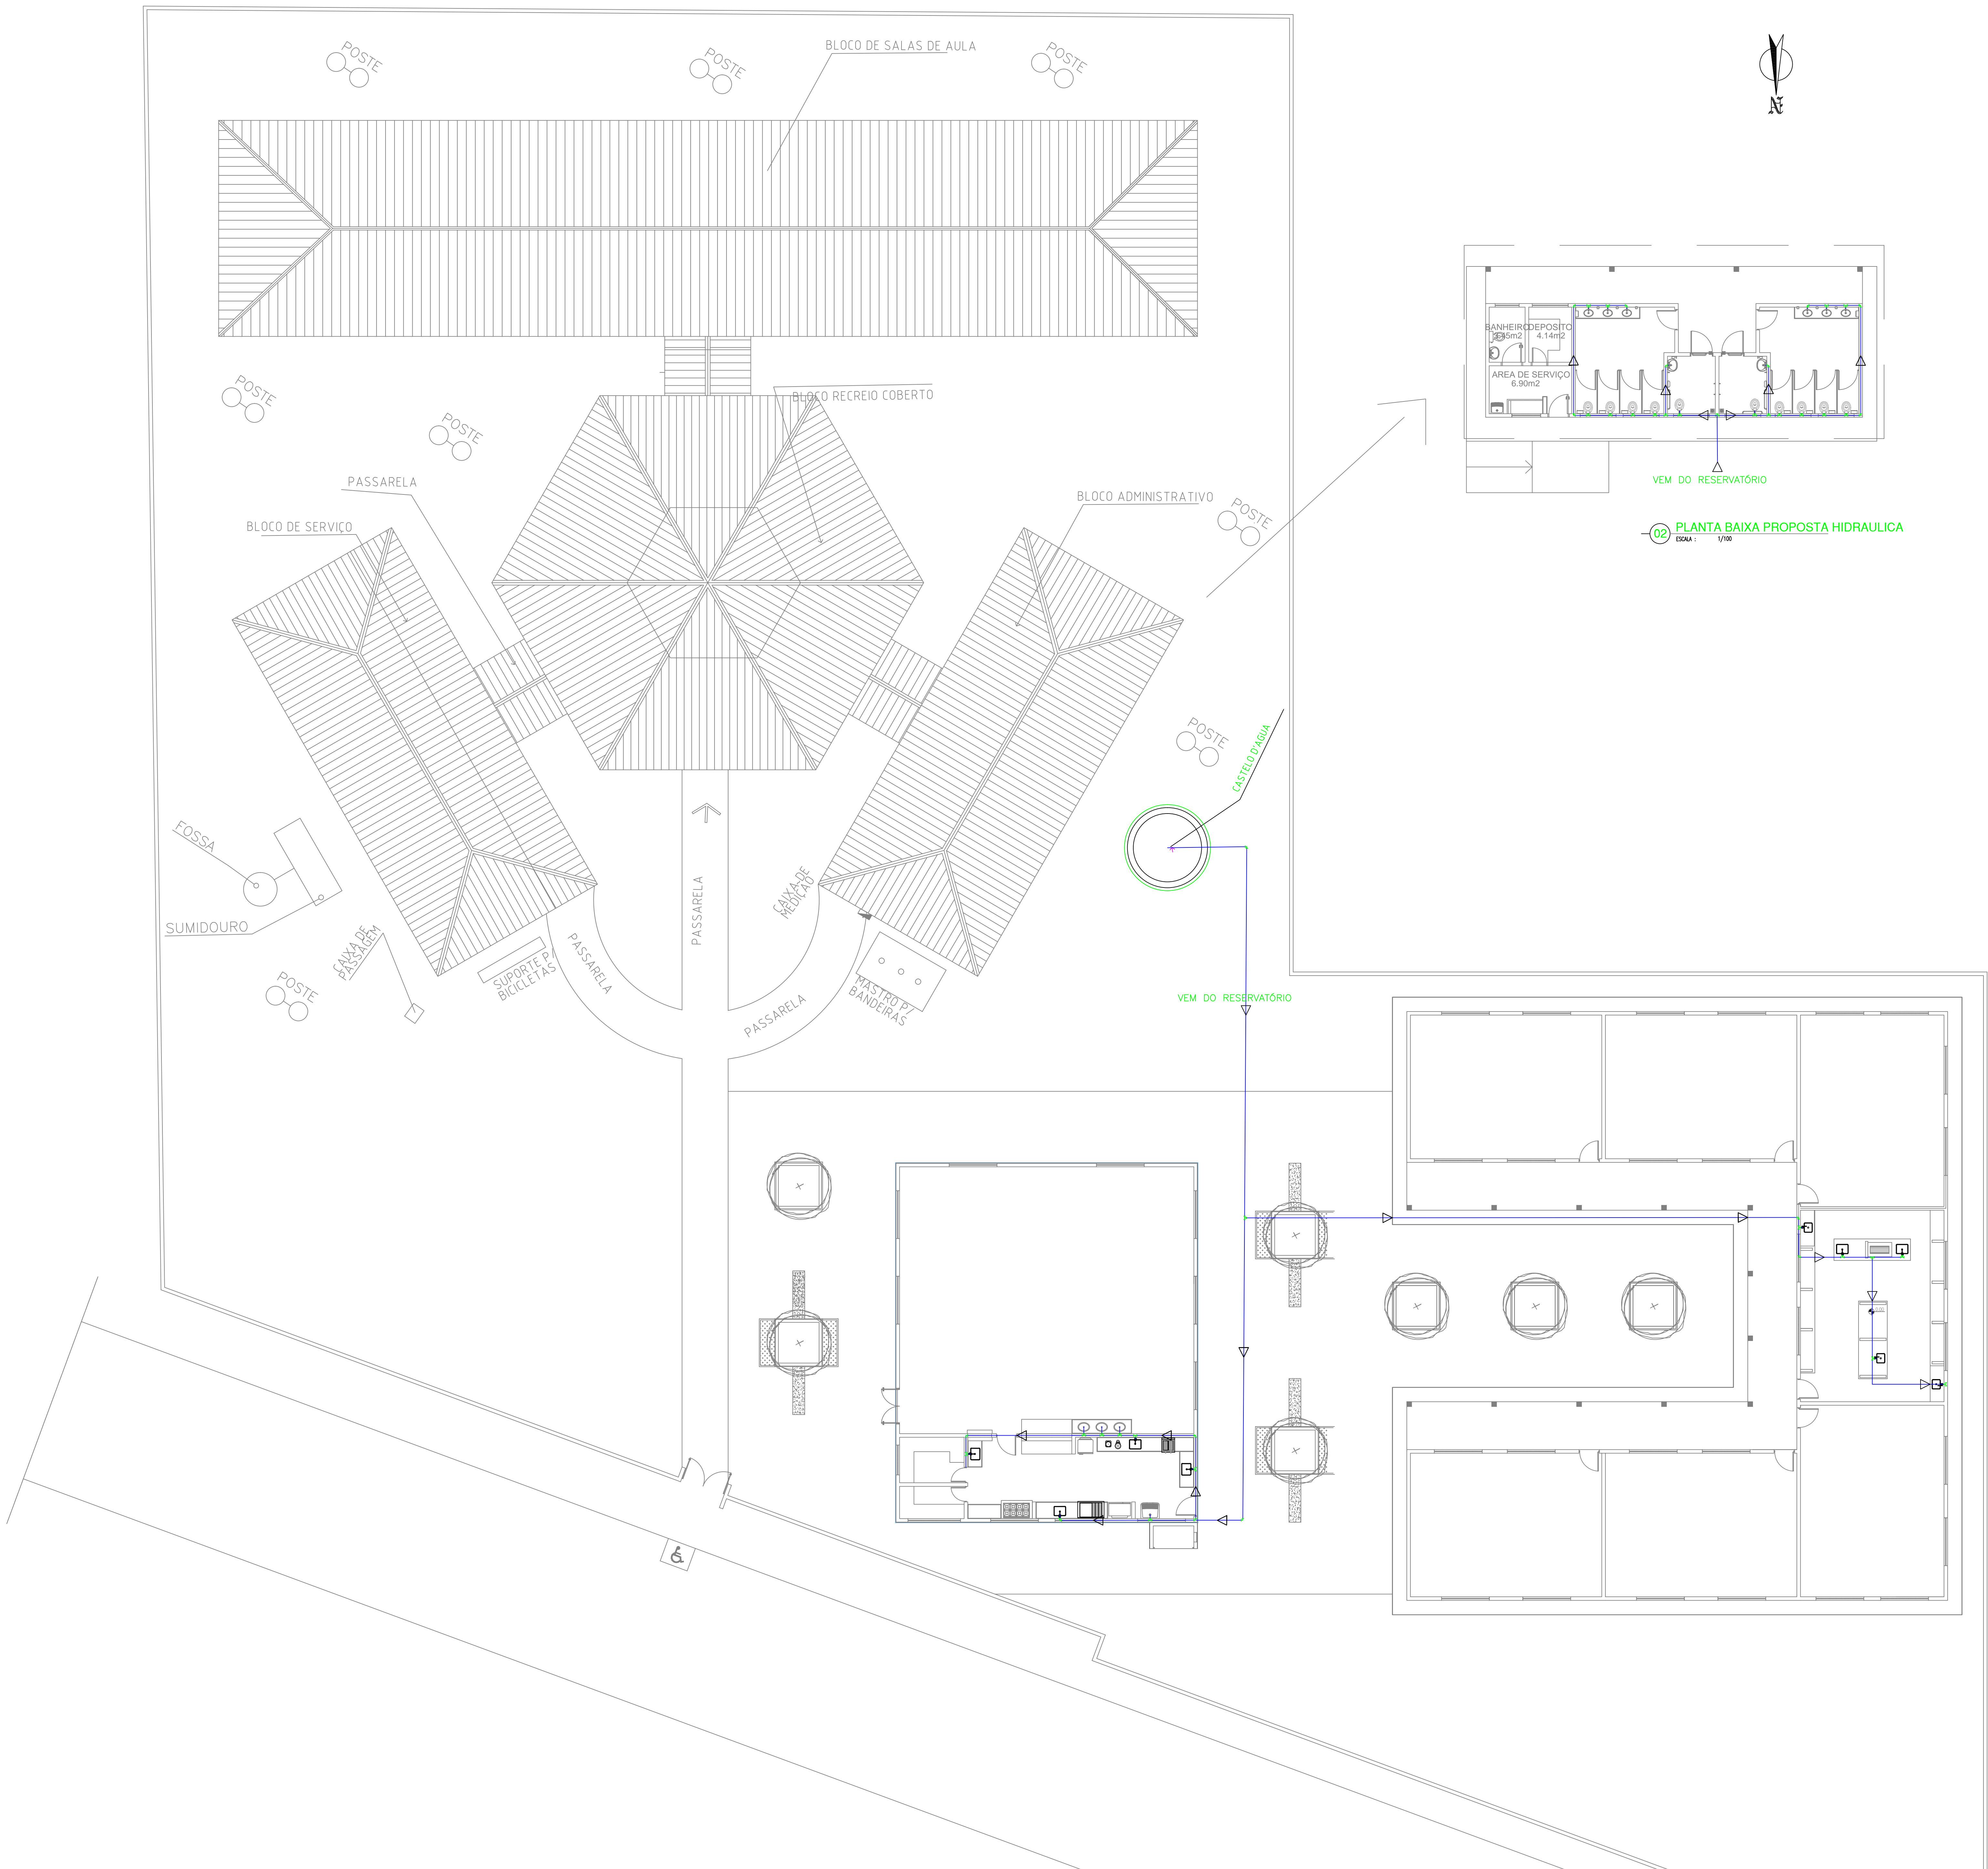 POSTE
POSTE
BLOCO DE SALAS DE AULA
POSTE
N
BANHEIRO
DEPOSITO
4.14m2
AREA DE SERVIÇO
6.90m2
VEM DO RESERVATÓRIO
02
PLANTA BAIXA PROPOSTA HIDRAULICA
ESCALA : 1/100
POSTE
BLOCO RECREIO COBERTO
POSTE
PASSARELA
BLOCO DE SERVIÇO
BLOCO ADMINISTRATIVO
POSTE
POSTE
CASTELO D'AGUA
FOSSA
SUMIDOURO
CAIXA DE
PASSAGEM
POSTE
SUPORTE P/
BICICLETAS
PASSARELA
PASSARELA
CAIXA DE
MEDIÇÃO
PASSARELA
MASTRO P/
BANDEIRAS
VEM DO RESERVATÓRIO